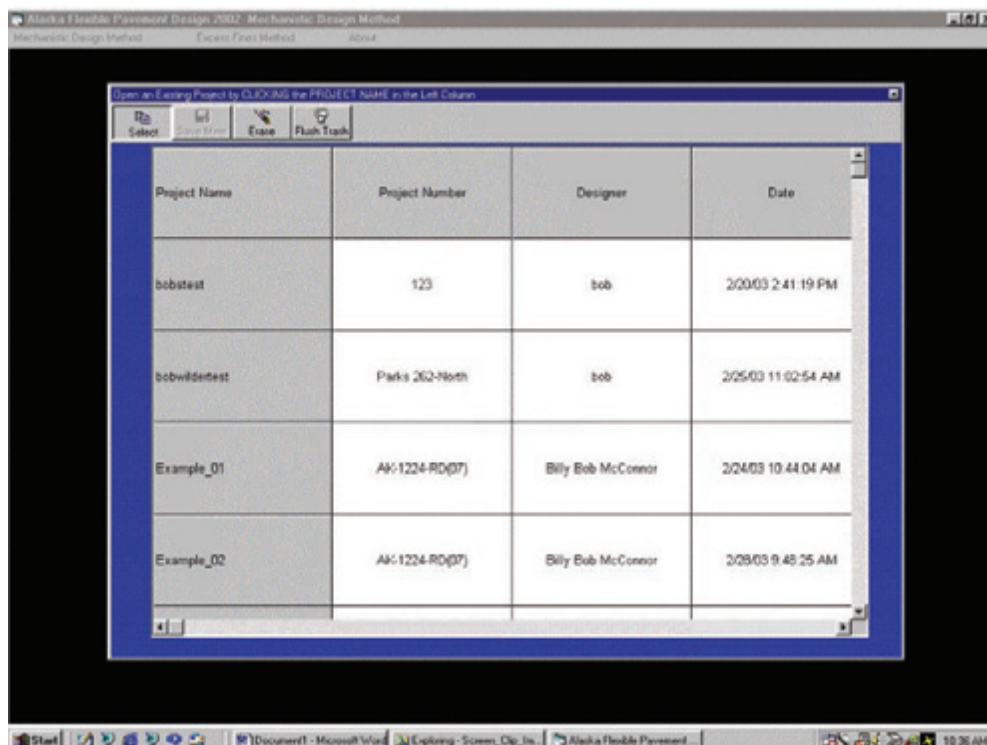 Alaska Flexible Pavement Design 2002 Mechanistic Design Method
Mechanistic Design Method Excess Fines Method About
Open an Existing Project by CLICKING the PROJECT NAME in the Left Column
Select Erase Flush Trash
Project Name Project Number Designer Date
bobstest 123 bob 2/20/03 2:41:19 PM
bobwildertest Parks 262-North bob 2/25/03 11:02:54 AM
Example_01 AK-1224-RD(07) Billy Bob McConnor 2/24/03 10:44:04 AM
Example_02 AK-1224-RD(07) Billy Bob McConnor 2/28/03 9:48:25 AM
Start Document1 - Microsoft Word Exploring - Screen_Clip_Im... Alaska Flexible Pavement ... 10:36 AM